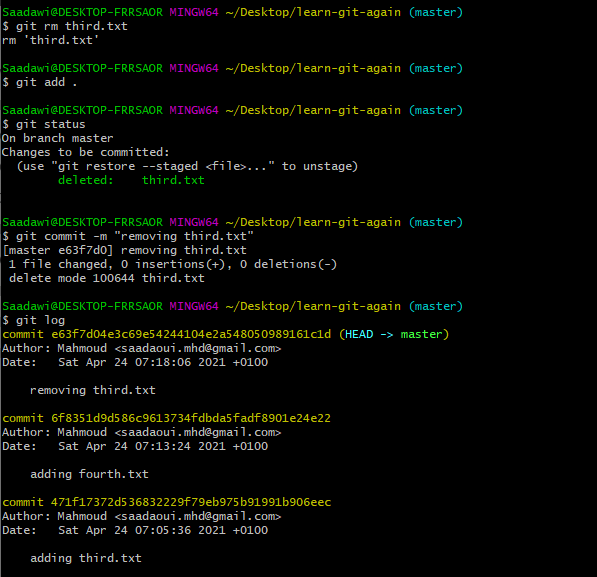 Saadawi@DESKTOP-FRRSAOR MINGW64 ~/Desktop/learn-git-again (master)
$ git rm third.txt
rm 'third.txt'
Saadawi@DESKTOP-FRRSAOR MINGW64 ~/Desktop/learn-git-again (master)
$ git add .
Saadawi@DESKTOP-FRRSAOR MINGW64 ~/Desktop/learn-git-again (master)
$ git status
On branch master
Changes to be committed:
  (use "git restore --staged <file>..." to unstage)
        deleted:    third.txt
Saadawi@DESKTOP-FRRSAOR MINGW64 ~/Desktop/learn-git-again (master)
$ git commit -m "removing third.txt"
[master e63f7d0] removing third.txt
 1 file changed, 0 insertions(+), 0 deletions(-)
 delete mode 100644 third.txt
Saadawi@DESKTOP-FRRSAOR MINGW64 ~/Desktop/learn-git-again (master)
$ git log
commit e63f7d04e3c69e54244104e2a548050989161c1d (HEAD -> master)
Author: Mahmoud <saadaoui.mhd@gmail.com>
Date:   Sat Apr 24 07:18:06 2021 +0100
    removing third.txt
commit 6f8351d9d586c9613734fdbda5fadf8901e24e22
Author: Mahmoud <saadaoui.mhd@gmail.com>
Date:   Sat Apr 24 07:13:24 2021 +0100
    adding fourth.txt
commit 471f17372d536832229f79eb975b91991b906eec
Author: Mahmoud <saadaoui.mhd@gmail.com>
Date:   Sat Apr 24 07:05:36 2021 +0100
    adding third.txt